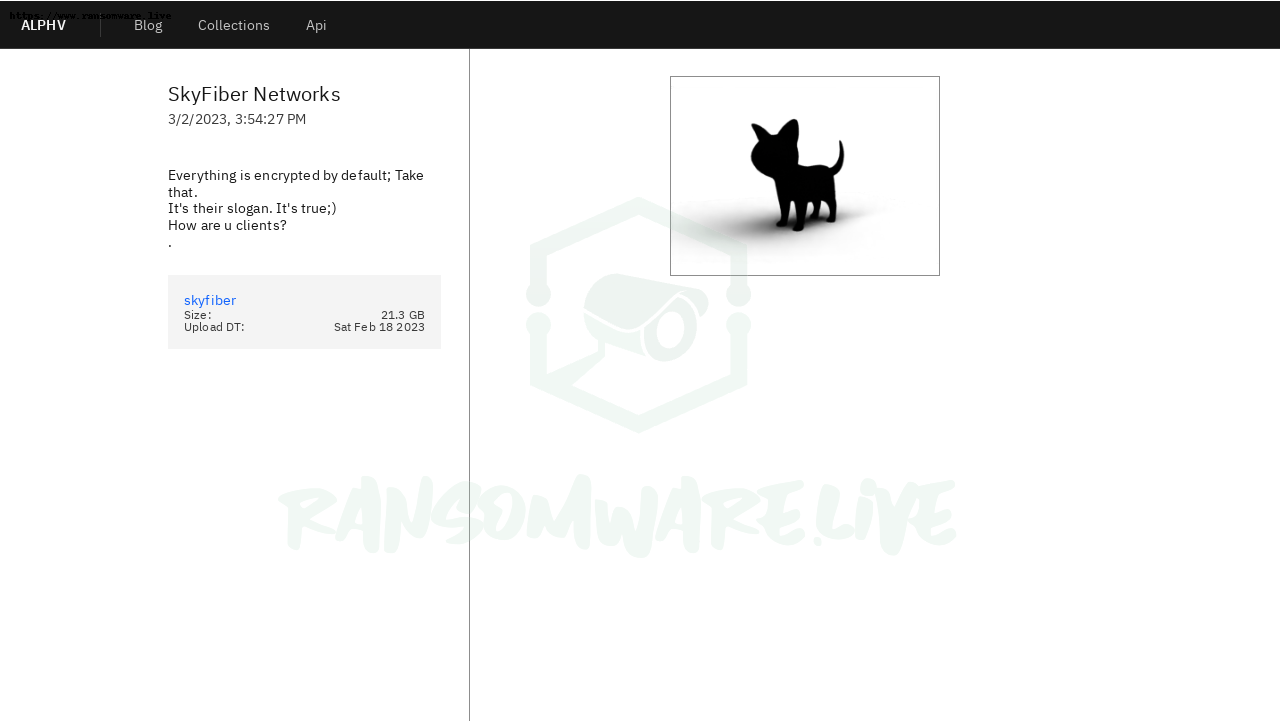 https://www.ransomware.live
ALPHV Blog Collections Api
SkyFiber Networks
3/2/2023, 3:54:27 PM
Everything is encrypted by default; Take
that.
It's their slogan. It's true;)
How are u clients?
.
skyfiber
Size: 21.3 GB
Upload DT: Sat Feb 18 2023
RANSOMWARE.LIVE